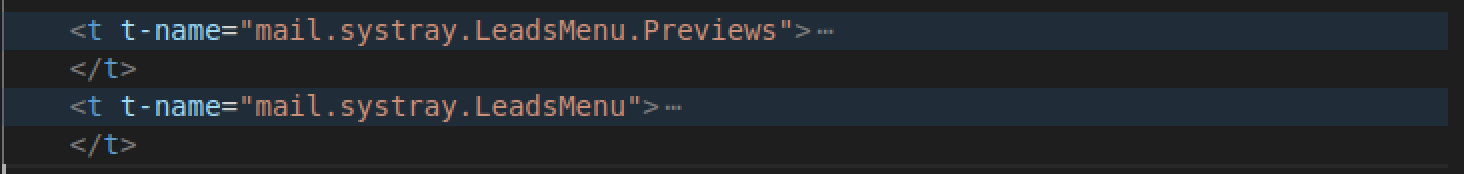 <t t-name="mail.systray.LeadsMenu.Previews">⋯
</t>
<t t-name="mail.systray.LeadsMenu">⋯
</t>